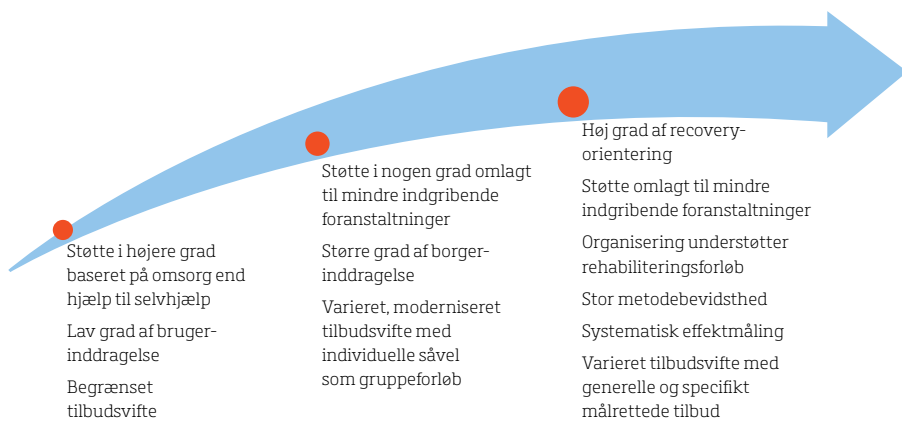 Støtte i højere grad
baseret på omsorg end
hjælp til selvhjælp
Lav grad af bruger-
inddragelse
Begrænset
tilbudsvifte
Støtte i nogen grad omlagt
til mindre indgribende
foranstaltninger
Større grad af borger-
inddragelse
Varieret, moderniseret
tilbudsvifte med
individuelle såvel
som gruppeforløb
Høj grad af recovery-
orientering
Støtte omlagt til mindre
indgribende foranstaltninger
Organisering understøtter
rehabiliteringsforløb
Stor metodebevidsthed
Systematisk effektmåling
Varieret tilbudsvifte med
generelle og specifikt
målrettede tilbud